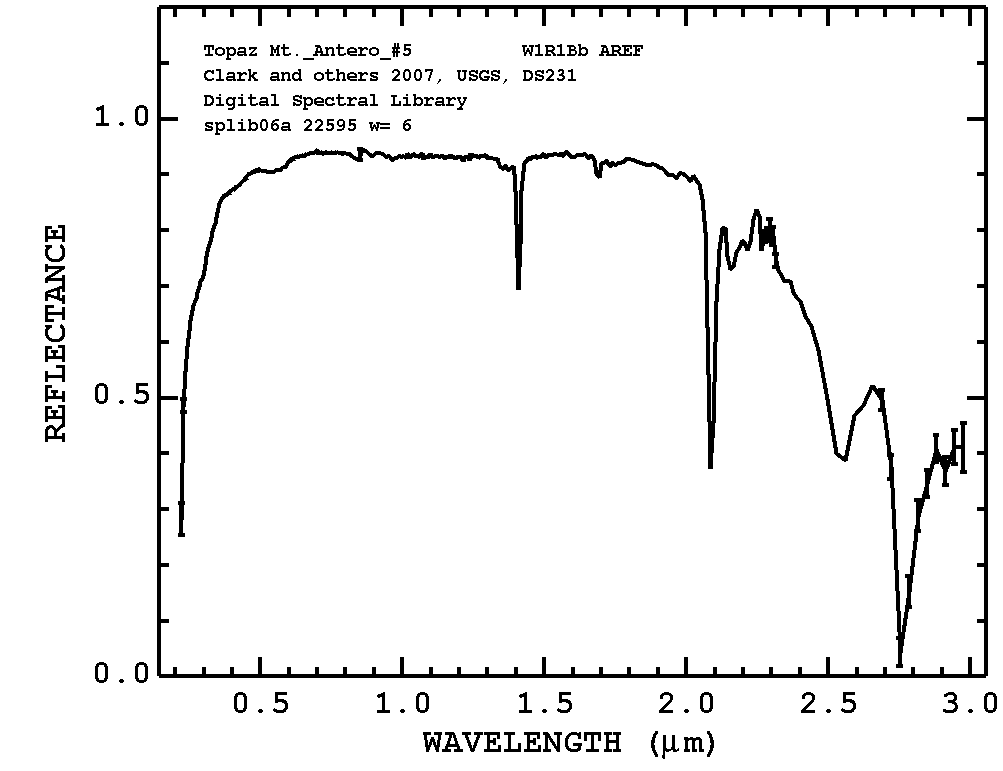 Topaz Mt._Antero_#5 W1R1Bb AREF
Clark and others 2007, USGS, DS231
Digital Spectral Library
splib06a 22595 w= 6
1.0
0.5
0.0
REFLECTANCE
0.5 1.0 1.5 2.0 2.5 3.0
WAVELENGTH (μm)